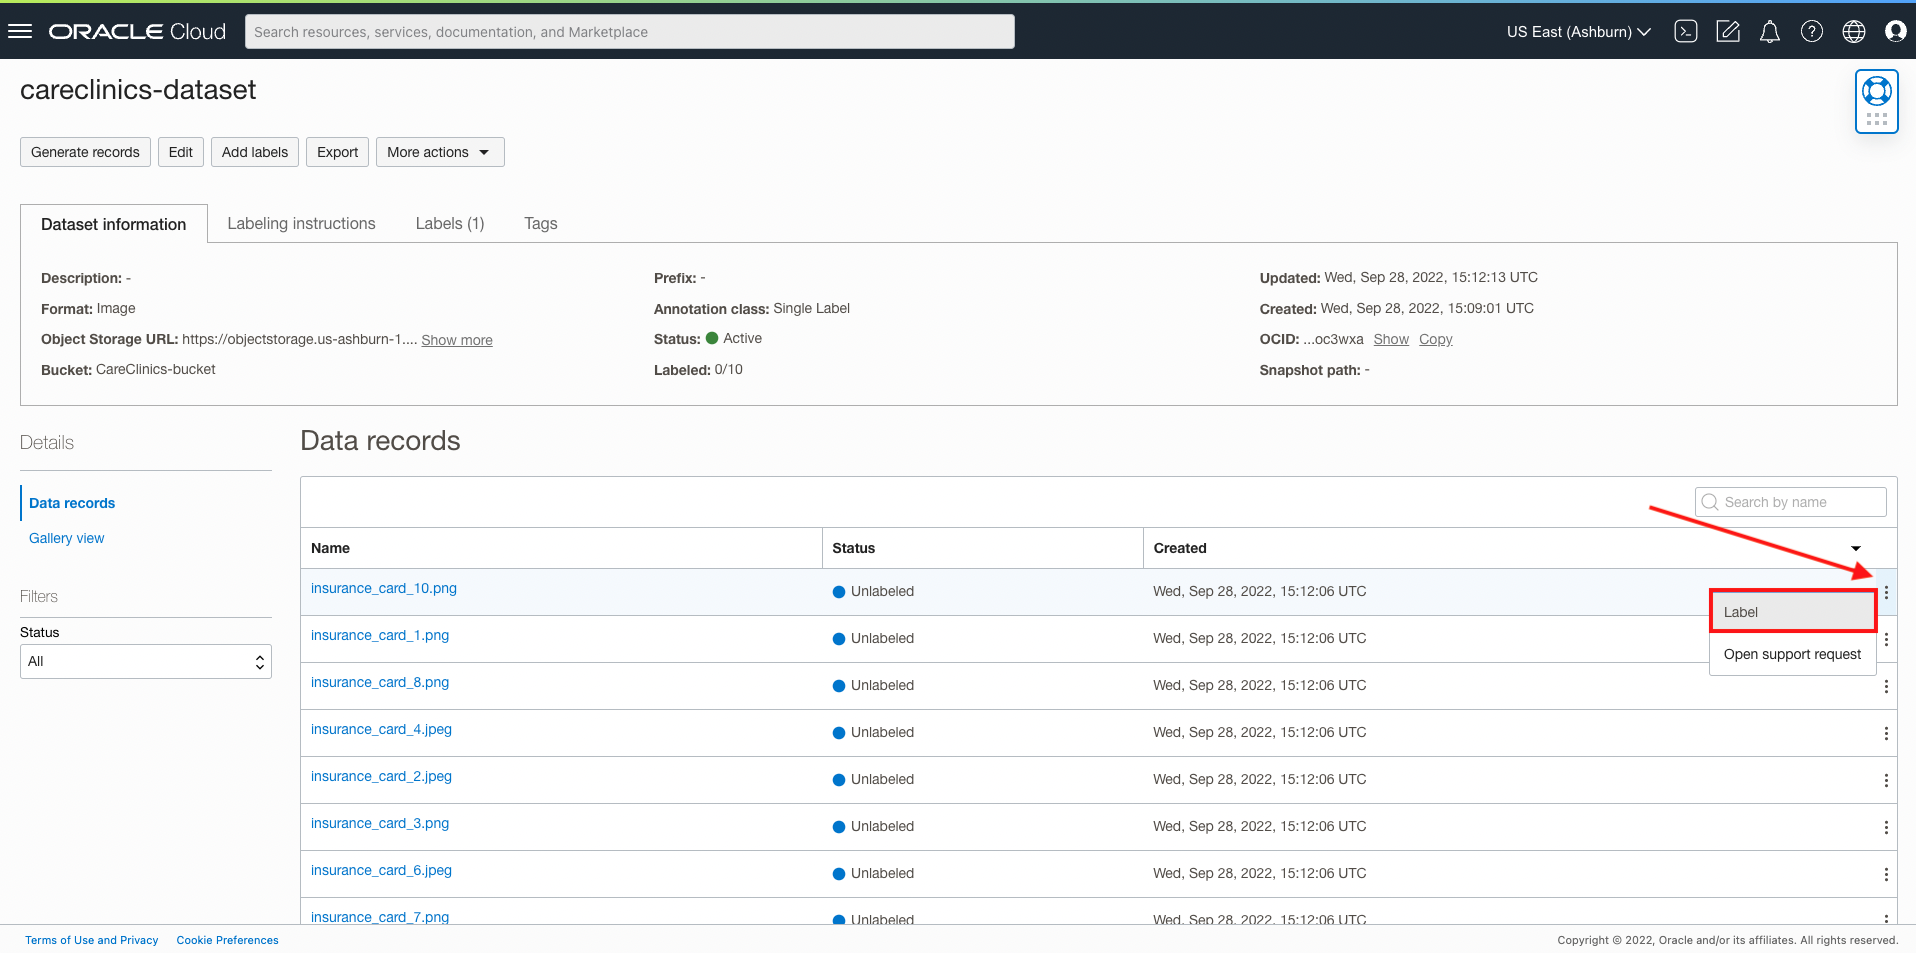 ORACLE Cloud
Search resources, services, documentation, and Marketplace
US East (Ashburn)
careclinics-dataset
Generate records
Edit
Add labels
Export
More actions
Dataset information
Labeling instructions
Labels (1)
Tags
Description: -
Prefix: -
Updated: Wed, Sep 28, 2022, 15:12:13 UTC
Format: Image
Annotation class: Single Label
Created: Wed, Sep 28, 2022, 15:09:01 UTC
Object Storage URL: https://objectstorage.us-ashburn-1.... Show more
Status: Active
OCID: ...oc3wxa Show Copy
Bucket: CareClinics-bucket
Labeled: 0/10
Snapshot path: -
Details
Data records
Gallery view
Filters
Status
All
Data records
Search by name
Name Status Created
insurance_card_10.png Unlabeled Wed, Sep 28, 2022, 15:12:06 UTC
Label
Open support request
insurance_card_1.png Unlabeled Wed, Sep 28, 2022, 15:12:06 UTC
insurance_card_8.png Unlabeled Wed, Sep 28, 2022, 15:12:06 UTC
insurance_card_4.jpeg Unlabeled Wed, Sep 28, 2022, 15:12:06 UTC
insurance_card_2.jpeg Unlabeled Wed, Sep 28, 2022, 15:12:06 UTC
insurance_card_3.png Unlabeled Wed, Sep 28, 2022, 15:12:06 UTC
insurance_card_6.jpeg Unlabeled Wed, Sep 28, 2022, 15:12:06 UTC
insurance_card_7.png Unlabeled Wed, Sep 28, 2022, 15:12:06 UTC
Terms of Use and Privacy
Cookie Preferences
Copyright © 2022, Oracle and/or its affiliates. All rights reserved.